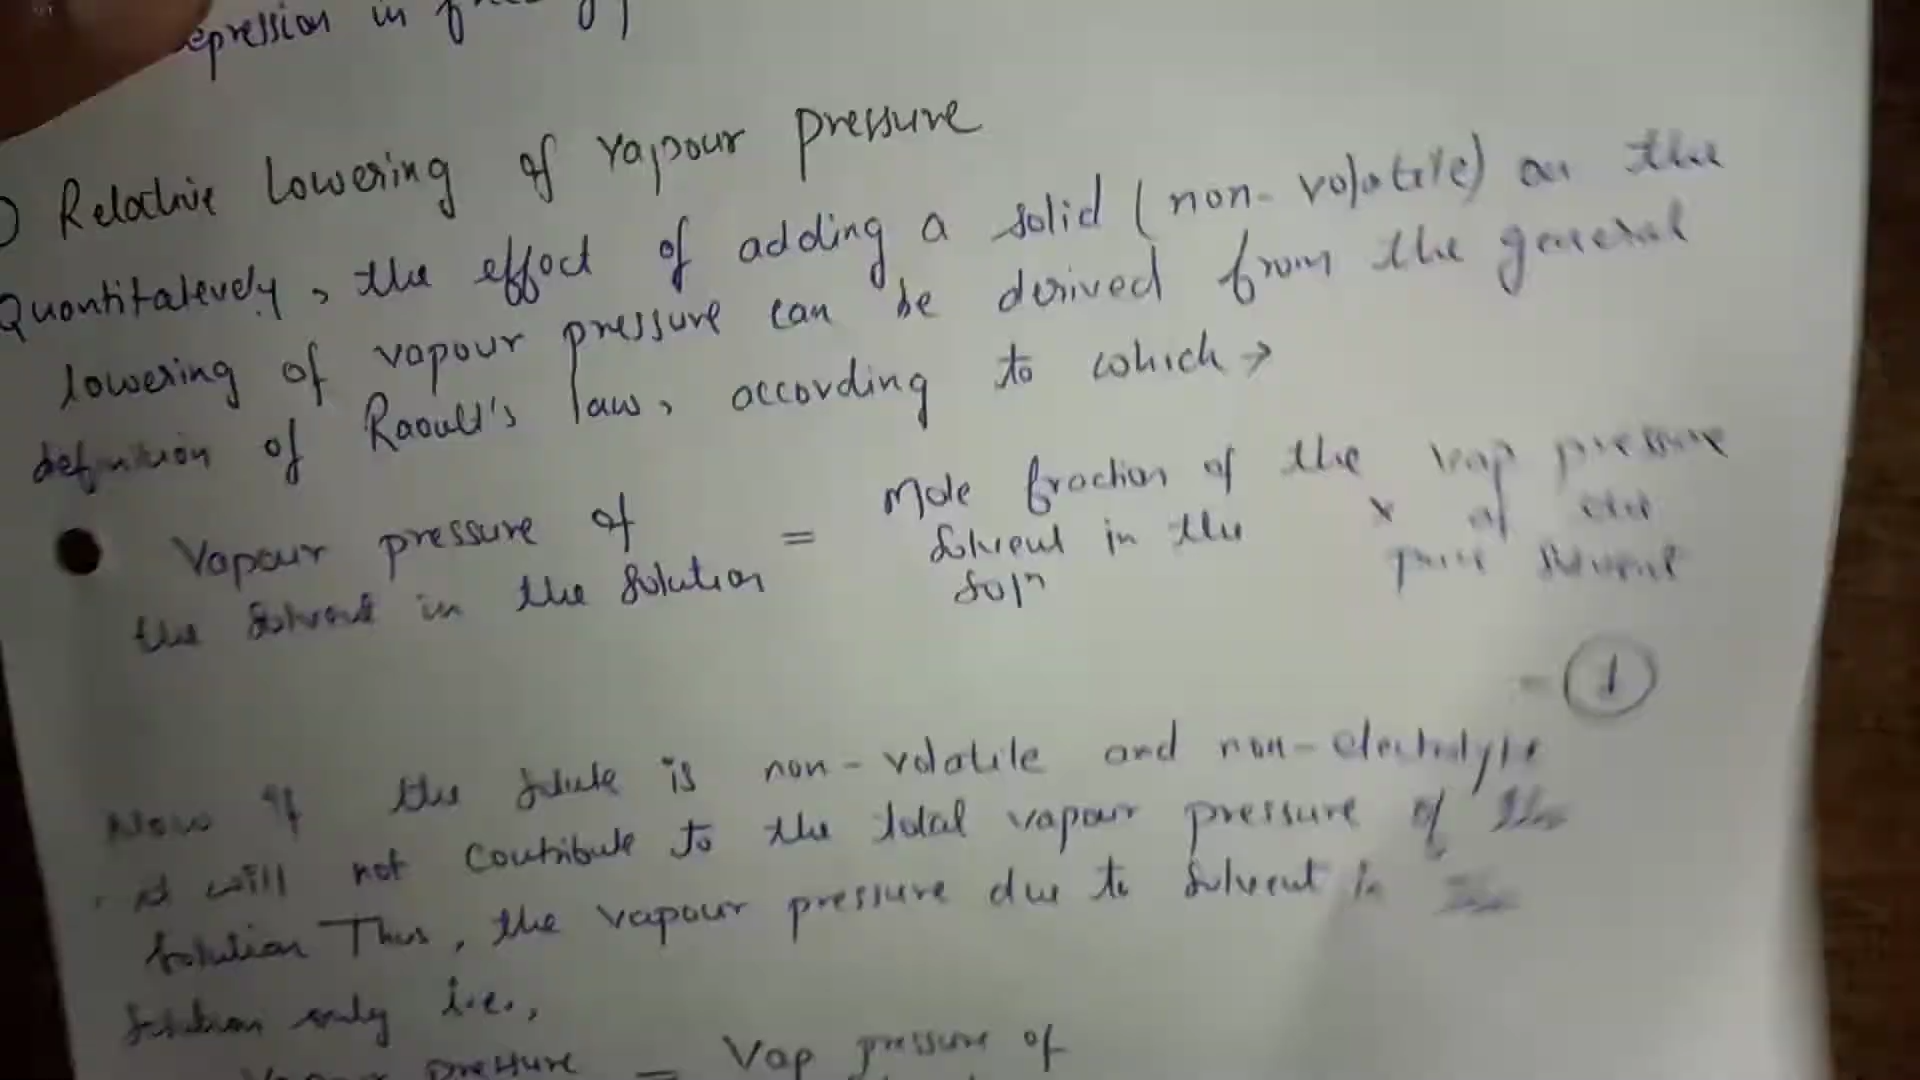 epression in
Relative Lowering of vapour pressure
Quantitatevely, the effect of adding a solid (non-volatile) on the
lowering of vapour pressure can be derived from the general
definition of Raoult's law, according to which →
Vapour pressure of
the solvent in the solution
=
Mole fraction of the
solvent in the
solⁿ
x
vap pressure
of the
pure solvent
- 1
Now if the solute is non-volatile and non-electrolyte
it will not contribute to the total vapour pressure of the
solution Thus, the vapour pressure due to solvent in
solution only i.e.,
pressure = Vap pressure of